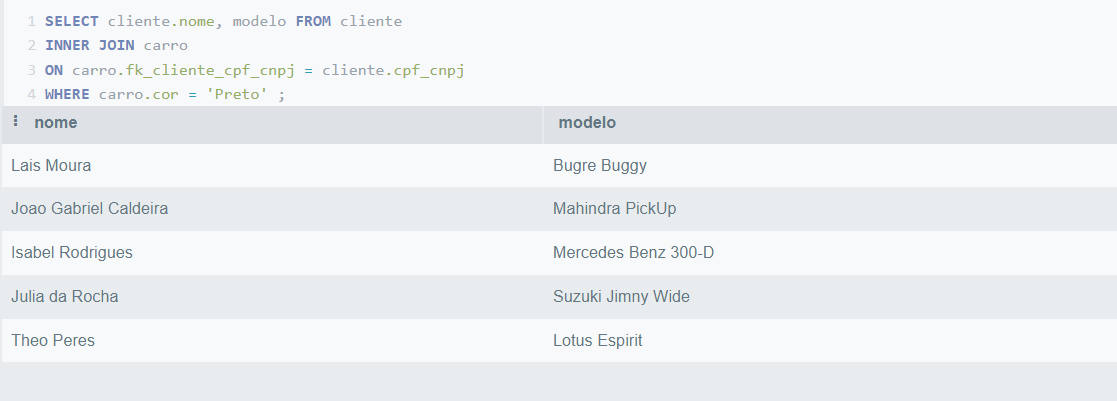 1 SELECT cliente.nome, modelo FROM cliente
2 INNER JOIN carro
3 ON carro.fk_cliente_cpf_cnpj = cliente.cpf_cnpj
4 WHERE carro.cor = 'Preto' ;
nome modelo
Lais Moura Bugre Buggy
Joao Gabriel Caldeira Mahindra PickUp
Isabel Rodrigues Mercedes Benz 300-D
Julia da Rocha Suzuki Jimny Wide
Theo Peres Lotus Espirit